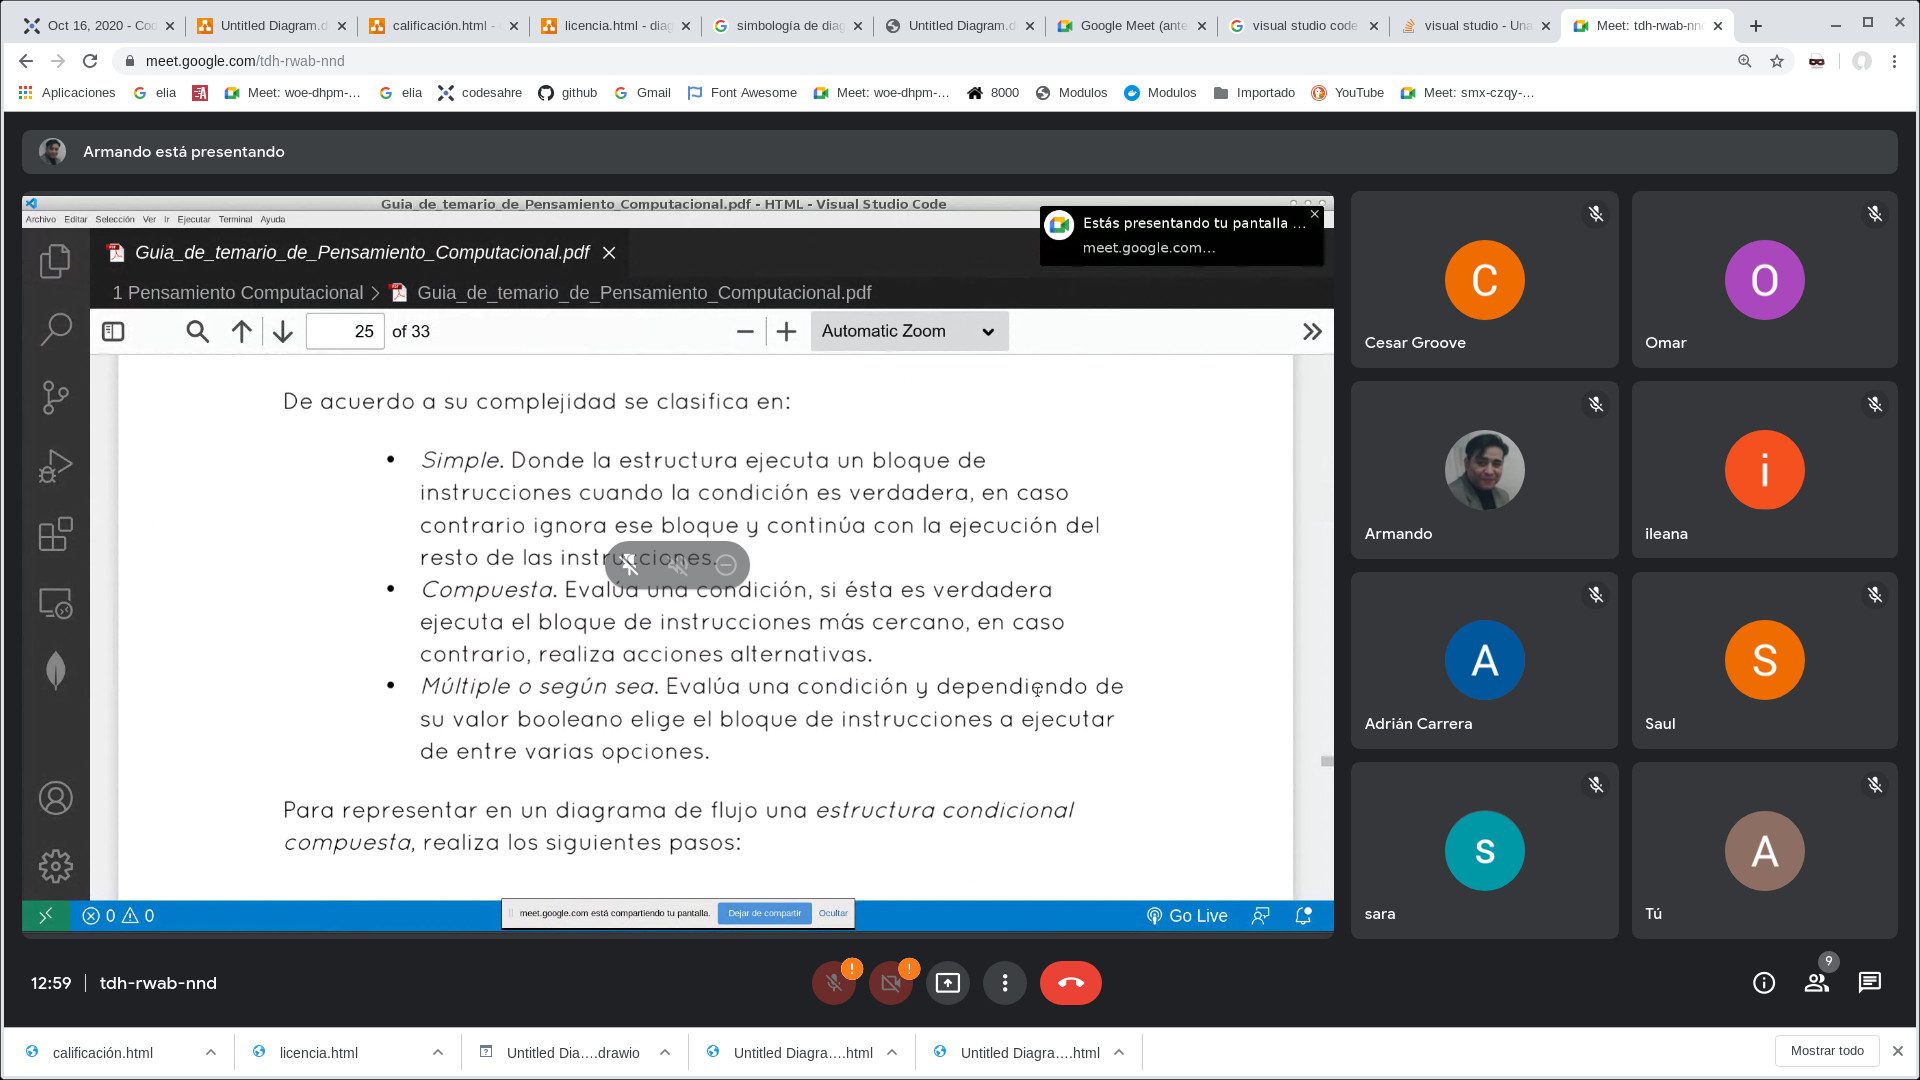 Oct 16, 2020 - Co
Untitled Diagram.d
calificación.html -
licencia.html - diag
simbología de diag
Untitled Diagram.d
Google Meet (ante
visual studio code
visual studio - Una
Meet: tdh-rwab-nn
meet.google.com/tdh-rwab-nnd
Aplicaciones
elia
Meet: woe-dhpm-...
elia
codesahre
github
Gmail
Font Awesome
Meet: woe-dhpm-...
8000
Modulos
Modulos
Importado
YouTube
Meet: smx-czqy-...
Armando está presentando
Guia_de_temario_de_Pensamiento_Computacional.pdf - HTML - Visual Studio Code
Archivo Editar Selección Ver Ir Ejecutar Terminal Ayuda
Estás presentando tu pantalla ...
meet.google.com...
Guia_de_temario_de_Pensamiento_Computacional.pdf
1 Pensamiento Computacional > Guia_de_temario_de_Pensamiento_Computacional.pdf
25 of 33
Automatic Zoom
De acuerdo a su complejidad se clasifica en:
• Simple. Donde la estructura ejecuta un bloque de
instrucciones cuando la condición es verdadera, en caso
contrario ignora ese bloque y continúa con la ejecución del
resto de las instrucciones.
• Compuesta. Evalúa una condición, si ésta es verdadera
ejecuta el bloque de instrucciones más cercano, en caso
contrario, realiza acciones alternativas.
• Múltiple o según sea. Evalúa una condición y dependiendo de
su valor booleano elige el bloque de instrucciones a ejecutar
de entre varias opciones.
Para representar en un diagrama de flujo una estructura condicional
compuesta, realiza los siguientes pasos:
0 0
meet.google.com está compartiendo tu pantalla. Dejar de compartir Ocultar
Go Live
C
Cesar Groove
O
Omar
Armando
i
ileana
A
Adrián Carrera
S
Saul
s
sara
A
Tú
12:59 | tdh-rwab-nnd
!
!
9
calificación.html
licencia.html
Untitled Dia....drawio
Untitled Diagra....html
Untitled Diagra....html
Mostrar todo